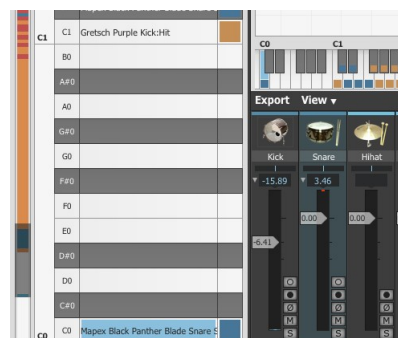 C1 C1 Gretsch Purple Kick:Hit
B0
A#0
A0
G#0
G0
F#0
F0
E0
D#0
D0
C#0
C0 C0 Mapex Black Panther Blade Snare S
C0 C1
Export View ▾
Kick Snare Hihat
-15.89 3.46
0.00 0.00
-6.41
Ø Ø Ø
M M M
S S S